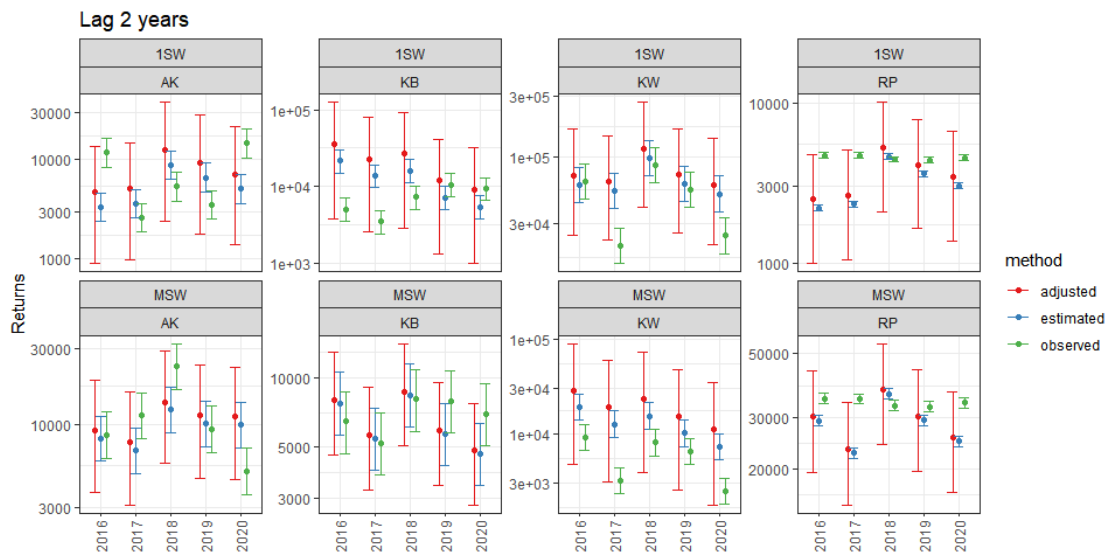 Lag 2 years
1SW 1SW 1SW 1SW
AK KB KW RP
30000
10000
3000
1000
1e+05
1e+04
1e+03
3e+05
1e+05
3e+04
10000
3000
1000
MSW MSW MSW MSW
AK KB KW RP
30000
10000
3000
10000
5000
3000
1e+05
3e+04
1e+04
3e+03
50000
30000
20000
2016 2017 2018 2019 2020 2016 2017 2018 2019 2020 2016 2017 2018 2019 2020 2016 2017 2018 2019 2020
Returns
method
adjusted
estimated
observed